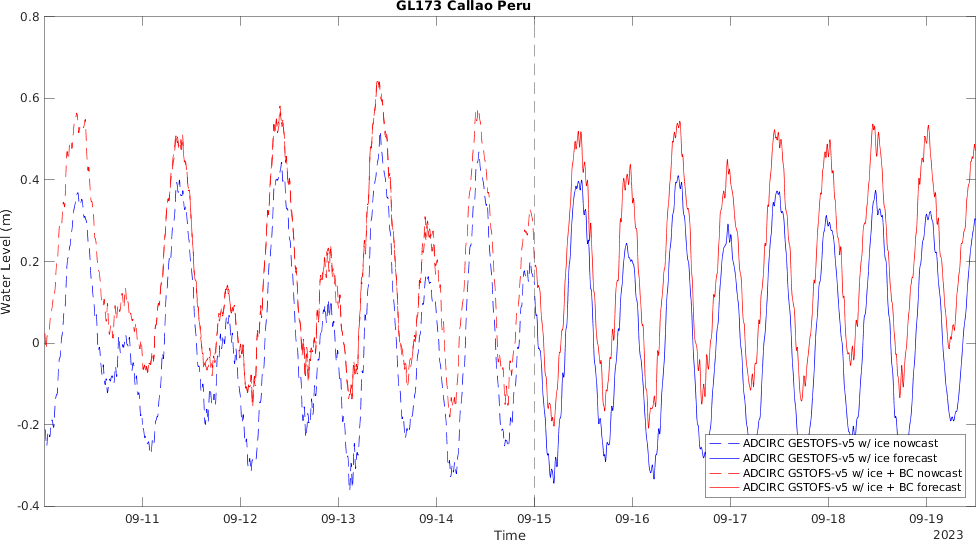 GL173 Callao Peru
0.8
0.6
0.4
0.2
0
-0.2
-0.4
Water Level (m)
ADCIRC GESTOFS-v5 w/ ice nowcast
ADCIRC GESTOFS-v5 w/ ice forecast
ADCIRC GSTOFS-v5 w/ ice + BC nowcast
ADCIRC GSTOFS-v5 w/ ice + BC forecast
09-11 09-12 09-13 09-14 09-15 09-16 09-17 09-18 09-19
Time
2023